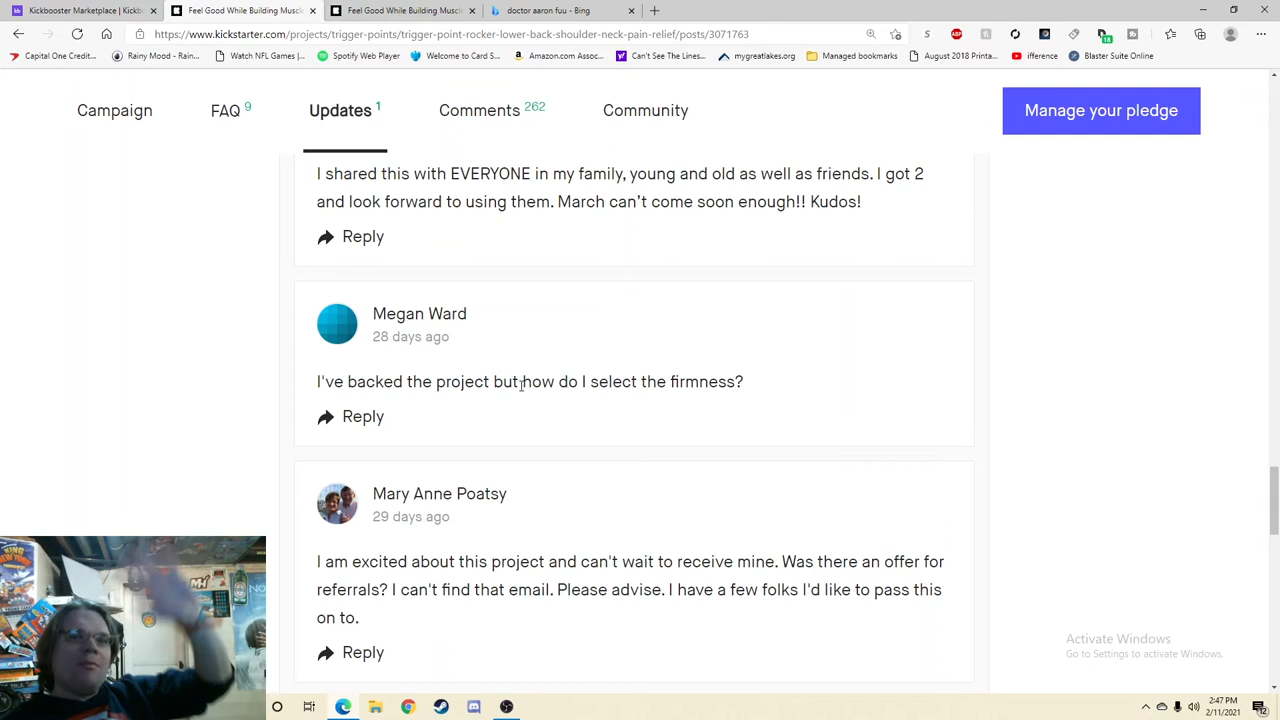 Kickbooster Marketplace | Kickb
Feel Good While Building Muscle
Feel Good While Building Muscle
doctor aaron fuu - Bing
https://www.kickstarter.com/projects/trigger-points/trigger-point-rocker-lower-back-shoulder-neck-pain-relief/posts/3071763
Capital One Credit...
Rainy Mood - Rain...
Watch NFL Games |...
Spotify Web Player
Welcome to Card S...
Amazon.com Assoc...
Can't See The Lines...
mygreatlakes.org
Managed bookmarks
August 2018 Printa...
ifference
Blaster Suite Online
Campaign
FAQ 9
Updates 1
Comments 262
Community
Manage your pledge
I shared this with EVERYONE in my family, young and old as well as friends. I got 2
and look forward to using them. March can't come soon enough!! Kudos!
Reply
Megan Ward
28 days ago
I've backed the project but how do I select the firmness?
Reply
Mary Anne Poatsy
29 days ago
I am excited about this project and can't wait to receive mine. Was there an offer for
referrals? I can't find that email. Please advise. I have a few folks I'd like to pass this
on to.
Reply
Activate Windows
Go to Settings to activate Windows.
2:47 PM
2/11/2021